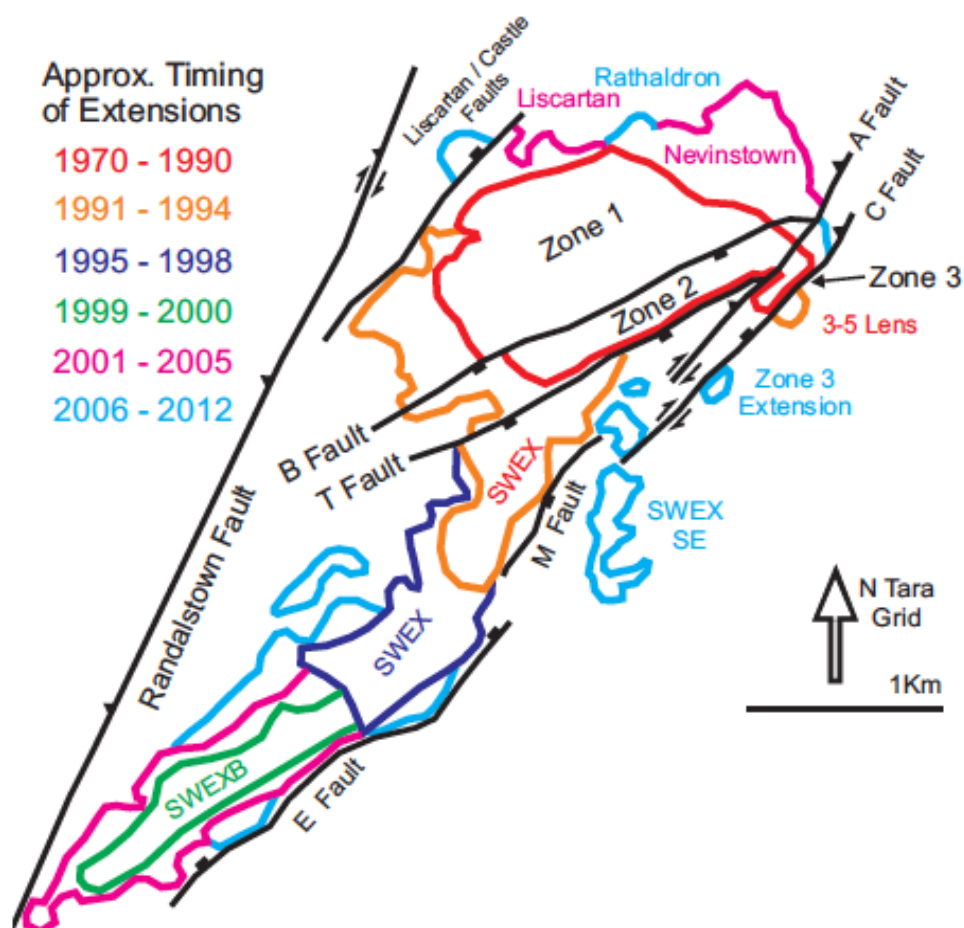 Approx. Timing
of Extensions
1970 - 1990
1991 - 1994
1995 - 1998
1999 - 2000
2001 - 2005
2006 - 2012
Liscartan / Castle
Faults
Liscartan
Rathaldron
Nevinstown
A Fault
C Fault
Zone 1
Zone 2
Zone 3
3-5 Lens
Zone 3
Extension
B Fault
T Fault
SWEX
M Fault
SWEX
SE
Randalstown Fault
SWEX
SWEXB
E Fault
N Tara
Grid
1Km